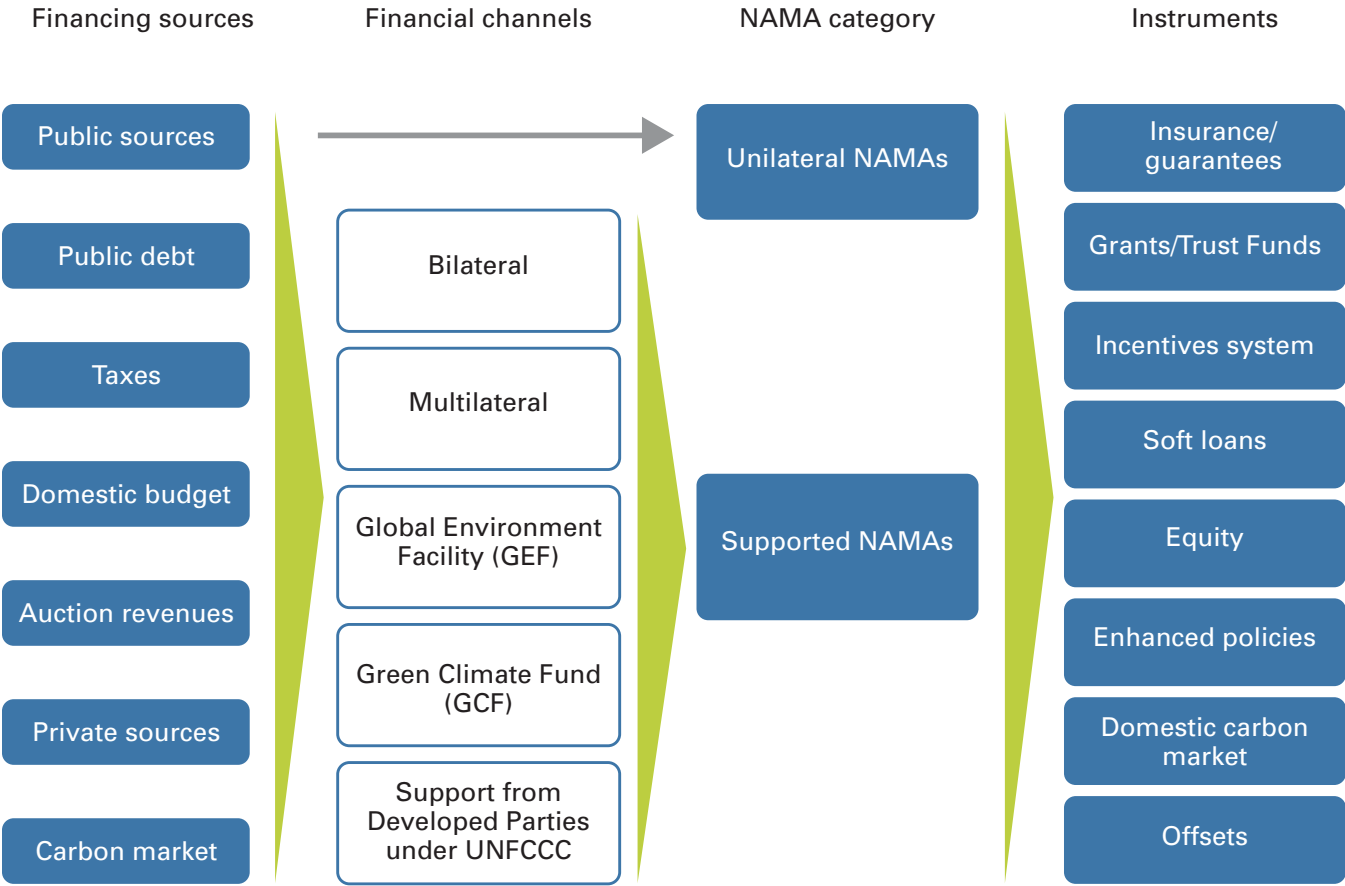 Financing sources
Financial channels
NAMA category
Instruments
Public sources
Public debt
Taxes
Domestic budget
Auction revenues
Private sources
Carbon market
Bilateral
Multilateral
Global Environment
Facility (GEF)
Green Climate Fund
(GCF)
Support from
Developed Parties
under UNFCCC
Unilateral NAMAs
Supported NAMAs
Insurance/
guarantees
Grants/Trust Funds
Incentives system
Soft loans
Equity
Enhanced policies
Domestic carbon
market
Offsets